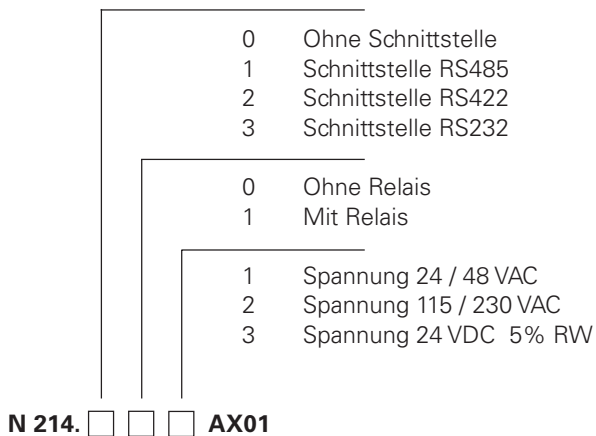 0 Ohne Schnittstelle
1 Schnittstelle RS485
2 Schnittstelle RS422
3 Schnittstelle RS232
0 Ohne Relais
1 Mit Relais
1 Spannung 24 / 48 VAC
2 Spannung 115 / 230 VAC
3 Spannung 24 VDC 5% RW
N 214. □ □ □ AX01